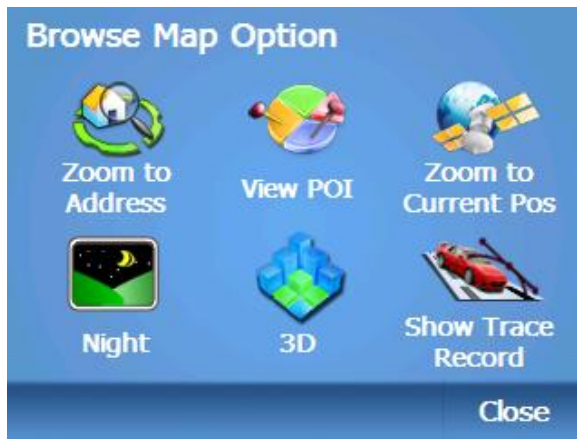 Browse Map Option
Zoom to
Address
View POI
Zoom to
Current Pos
Night
3D
Show Trace
Record
Close